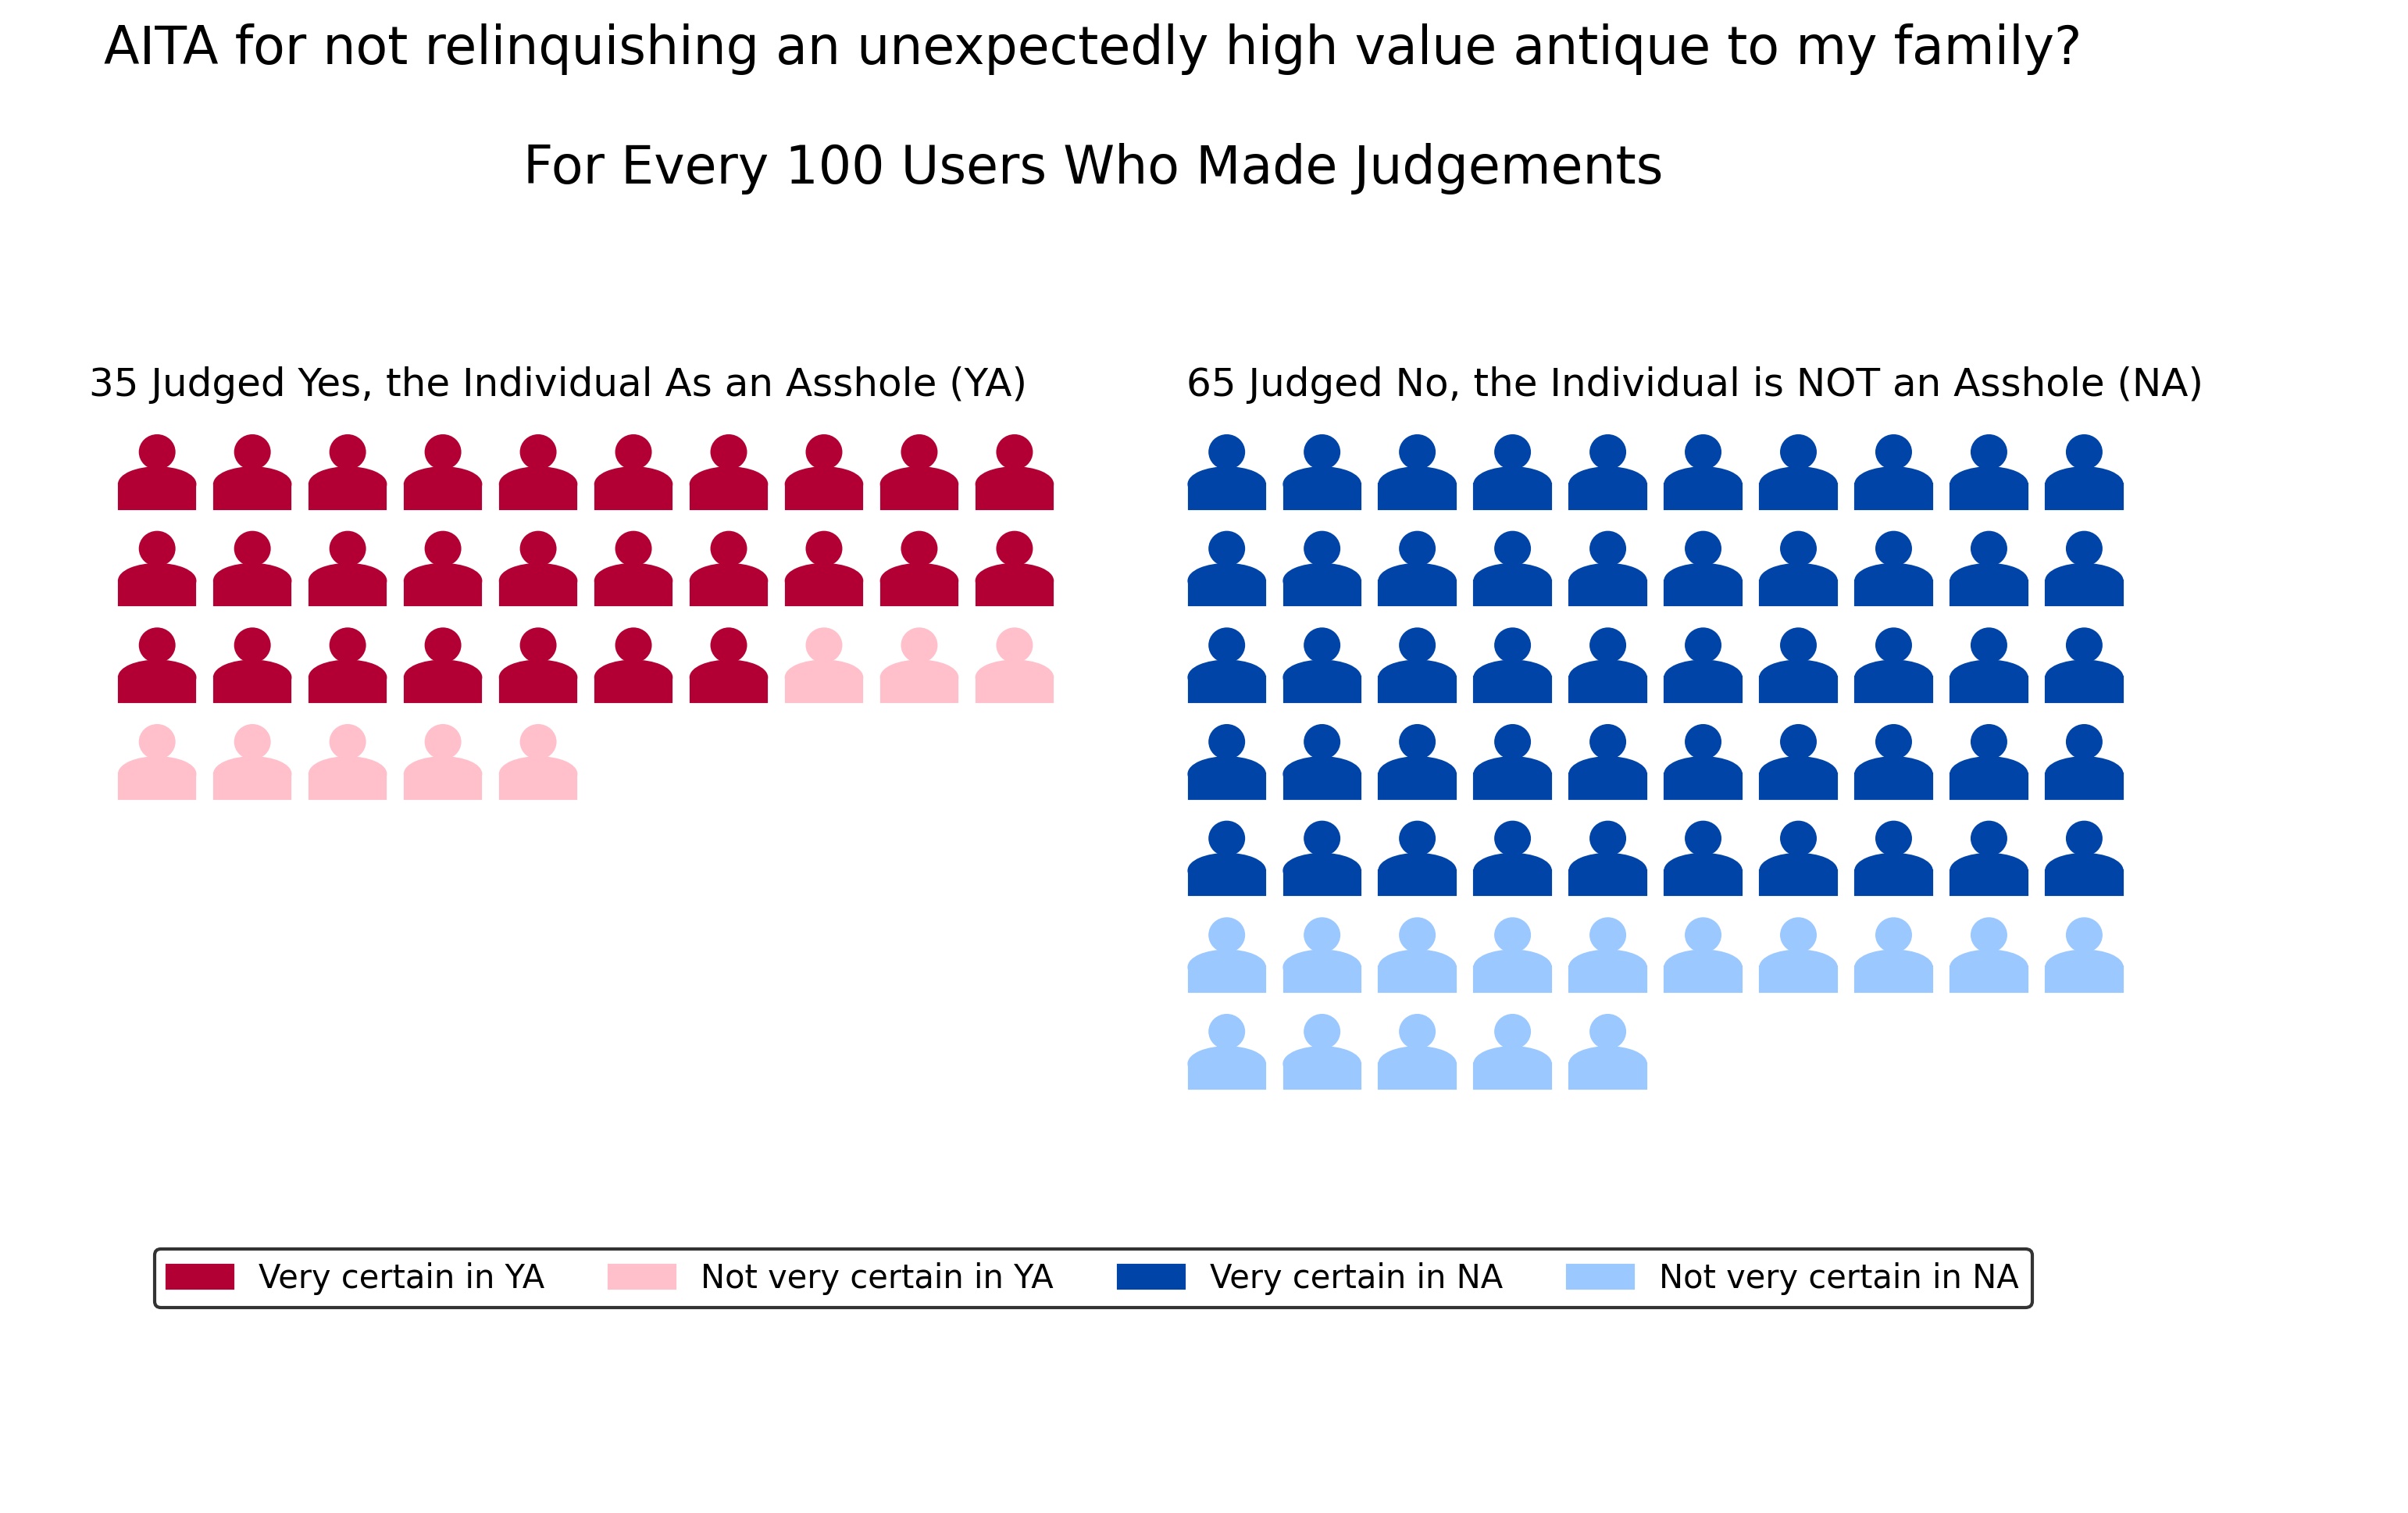 AITA for not relinquishing an unexpectedly high value antique to my family?
For Every 100 Users Who Made Judgements
35 Judged Yes, the Individual As an Asshole (YA)
65 Judged No, the Individual is NOT an Asshole (NA)
Very certain in YA
Not very certain in YA
Very certain in NA
Not very certain in NA